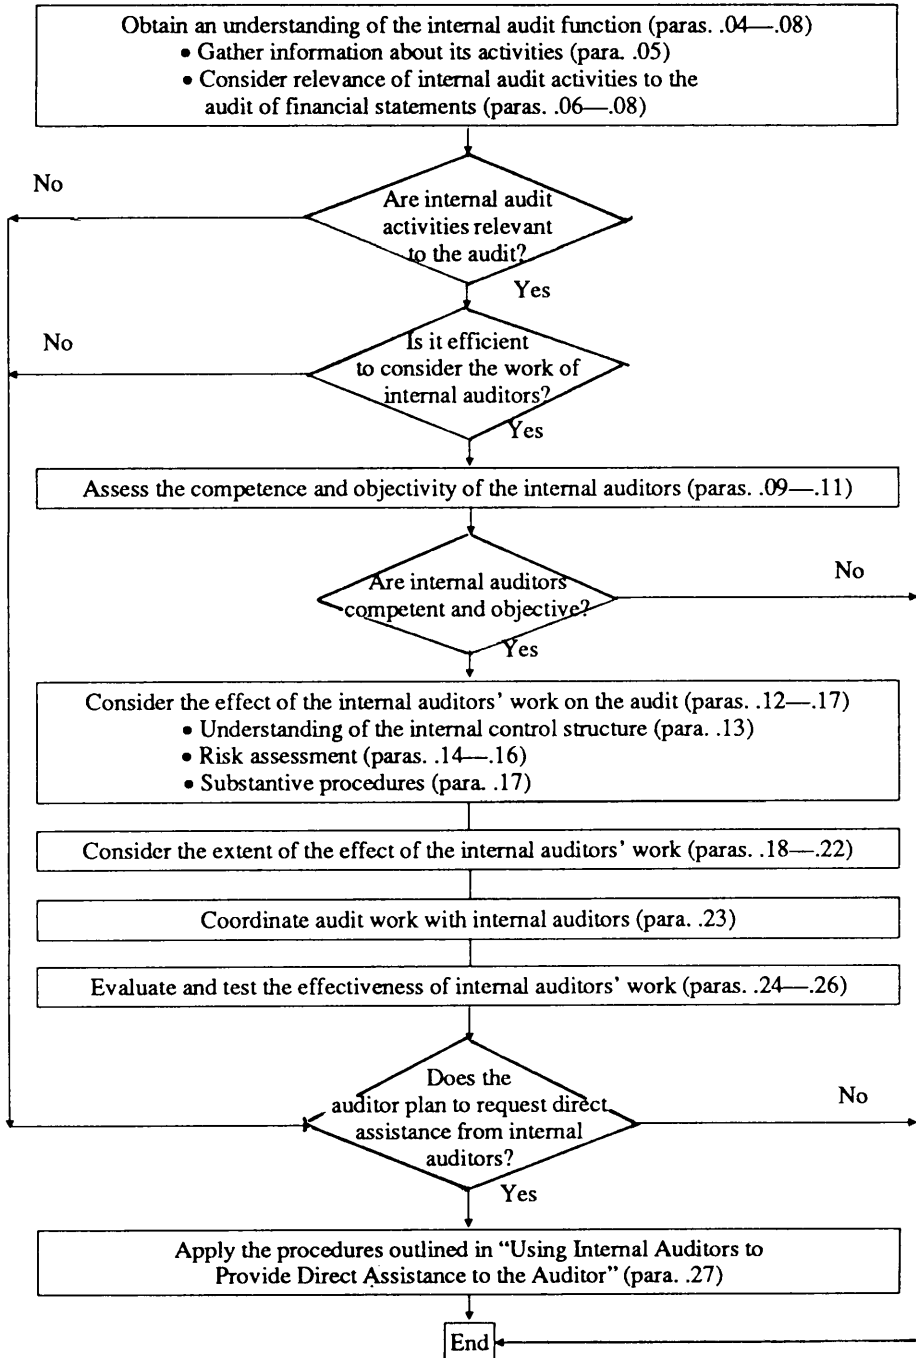 Obtain an understanding of the internal audit function (paras. .04—.08)
• Gather information about its activities (para. .05)
• Consider relevance of internal audit activities to the
audit of financial statements (paras. .06—.08)
No
Are internal audit
activities relevant
to the audit?
Yes
No
Is it efficient
to consider the work of
internal auditors?
Yes
Assess the competence and objectivity of the internal auditors (paras. .09—.11)
No
Are internal auditors
competent and objective?
Yes
Consider the effect of the internal auditors' work on the audit (paras. .12—.17)
• Understanding of the internal control structure (para. .13)
• Risk assessment (paras. .14—.16)
• Substantive procedures (para. .17)
Consider the extent of the effect of the internal auditors' work (paras. .18—.22)
Coordinate audit work with internal auditors (para. .23)
Evaluate and test the effectiveness of internal auditors' work (paras. .24—.26)
Does the
auditor plan to request direct
assistance from internal
auditors?
No
Yes
Apply the procedures outlined in “Using Internal Auditors to
Provide Direct Assistance to the Auditor” (para. .27)
End